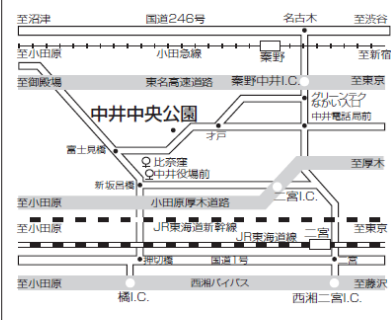 至沼津 国道246号 名古木 至渋谷
至小田原 小田急線 秦野 至新宿
至御殿場 東名高速道路 秦野中井I.C. 至東京
グリーンテク
なかい入口
中井中央公園 中井電話局前
才戸
富士見橋
比奈窪 至厚木
中井役場前
新坂呂橋
至小田原 小田原厚木道路 二宮I.C.
至小田原 JR東海道新幹線
JR東海道線 二宮 至東京
押切橋 国道1号
至小田原 西湘バイパス 至藤沢
橘I.C. 西湘二宮I.C.